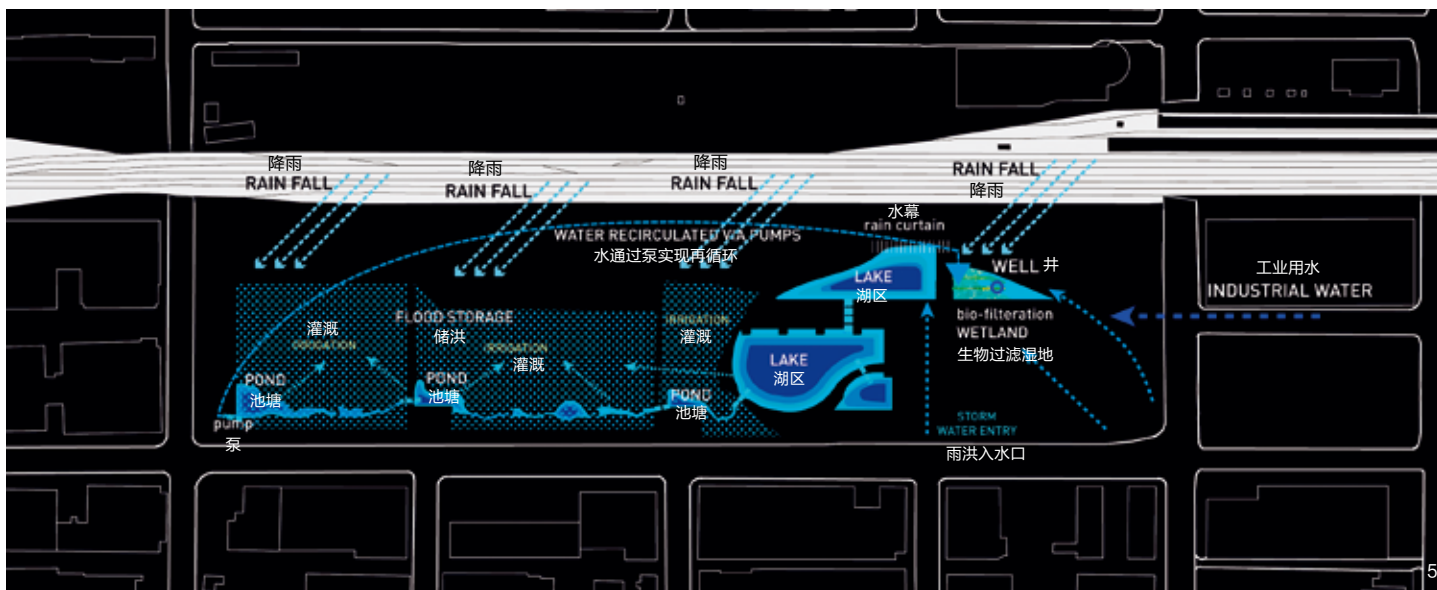 降雨
RAIN FALL
降雨
RAIN FALL
降雨
RAIN FALL
RAIN FALL
降雨
水幕
rain curtain
WATER RECIRCULATED VIA PUMPS
水通过泵实现再循环
LAKE
湖区
WELL 井
工业用水
INDUSTRIAL WATER
bio-filteration
WETLAND
生物过滤湿地
FLOOD STORAGE
储洪
灌溉
IRRIGATION
灌溉
IRRIGATION
灌溉
LAKE
湖区
POND
池塘
POND
池塘
POND
池塘
pump
泵
STORM
WATER ENTRY
雨洪入水口
5